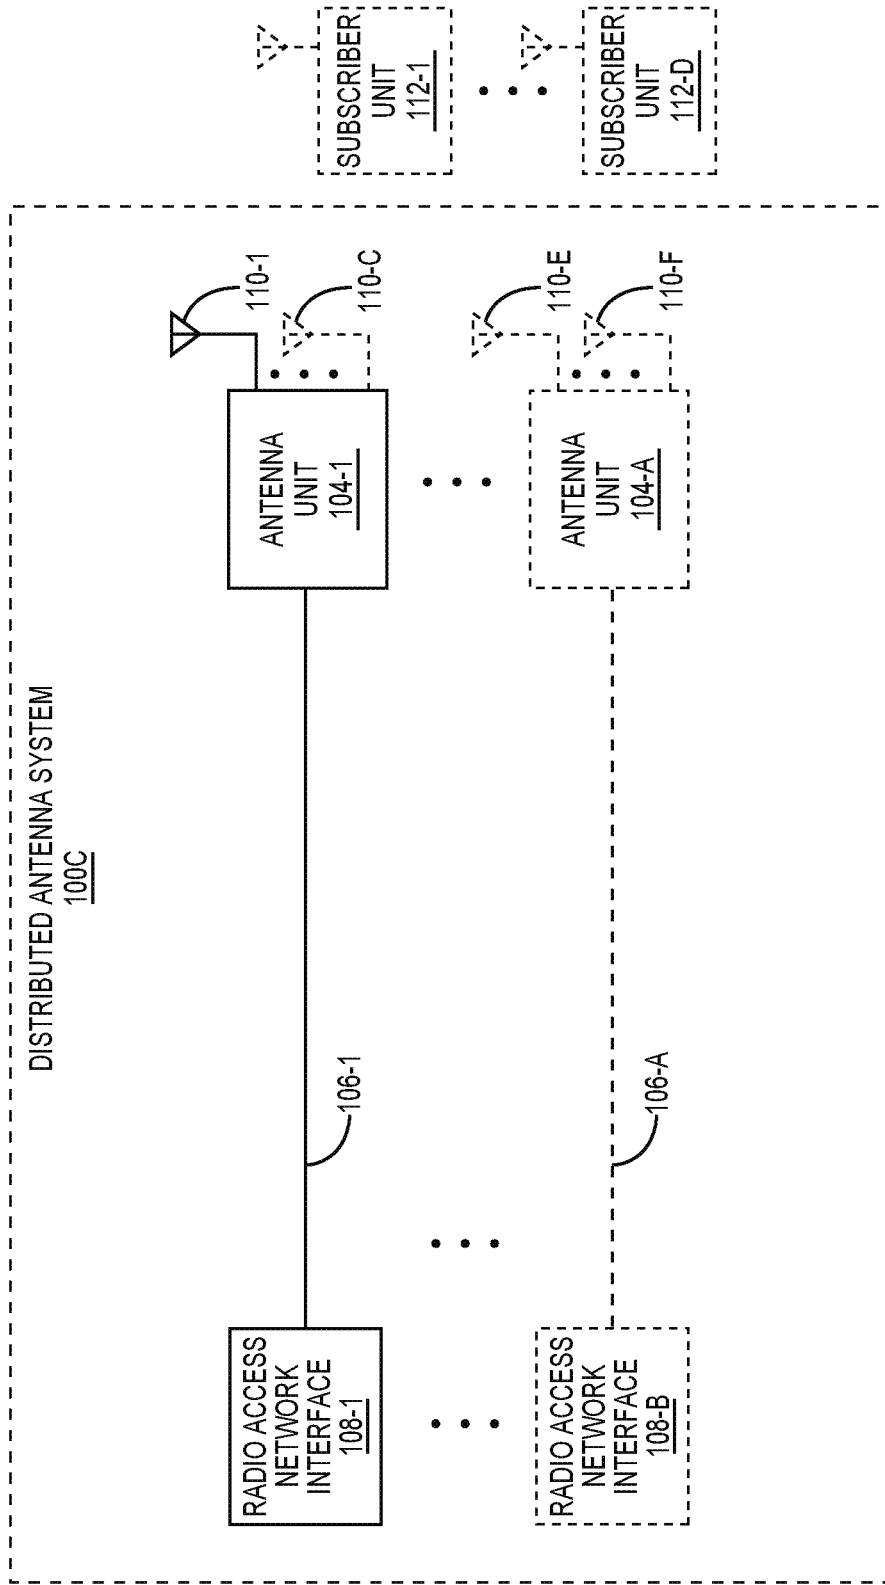 DISTRIBUTED ANTENNA SYSTEM
100C
RADIO ACCESS
NETWORK
INTERFACE
108-1
106-1
ANTENNA
UNIT
104-1
110-1
110-C
RADIO ACCESS
NETWORK
INTERFACE
108-B
106-A
ANTENNA
UNIT
104-A
110-E
110-F
SUBSCRIBER
UNIT
112-1
SUBSCRIBER
UNIT
112-D